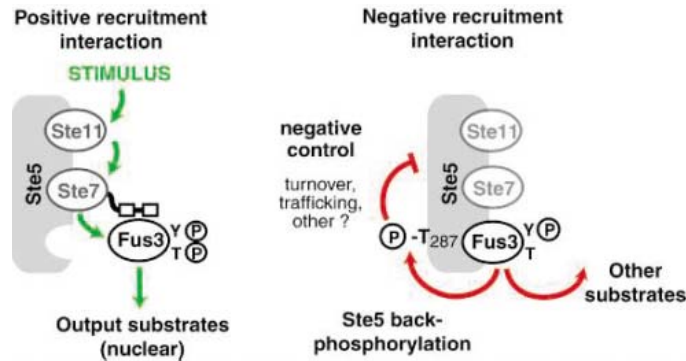 Positive recruitment
interaction
STIMULUS
Ste5
Ste11
Ste7
Fus3
Y P
T P
Output substrates
(nuclear)
Negative recruitment
interaction
negative
control
turnover,
trafficking,
other ?
Ste5
Ste11
Ste7
P -T287
Fus3
Y P
T
Other
substrates
Ste5 back-
phosphorylation